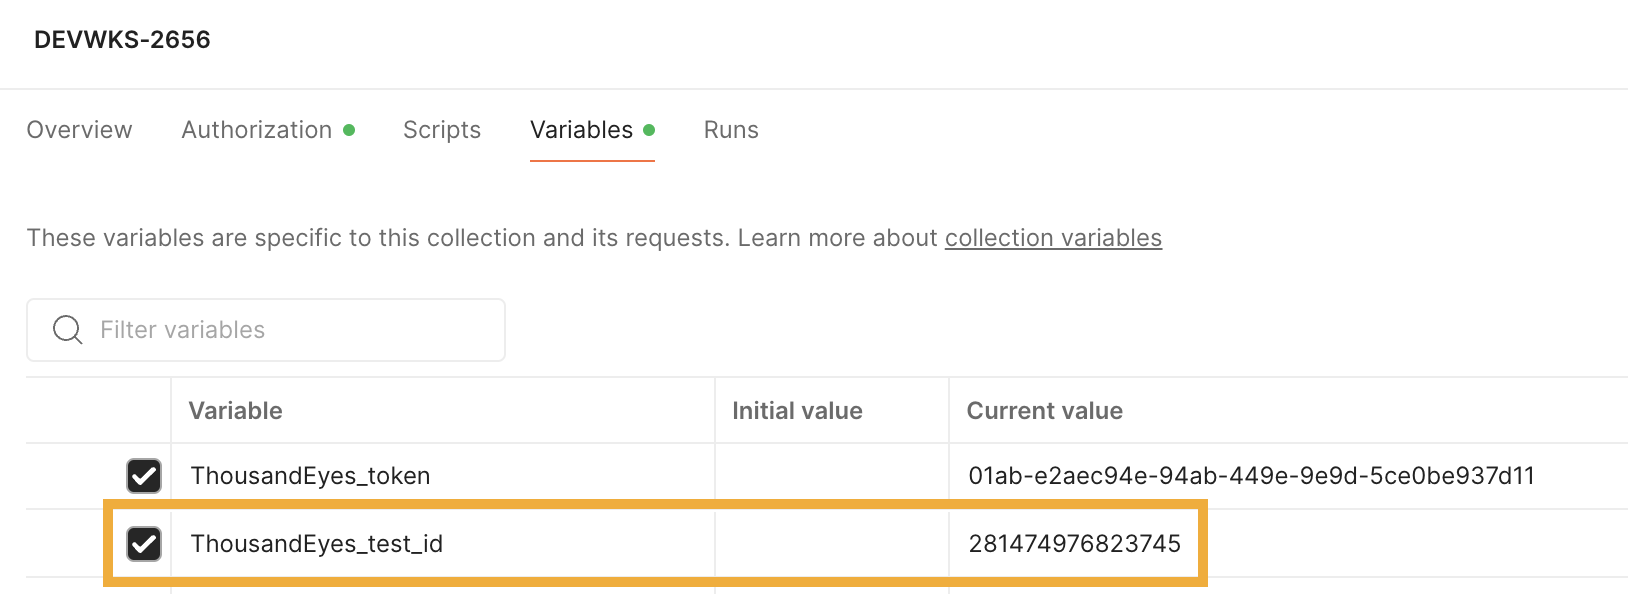 DEVWKS-2656
Overview Authorization Scripts Variables Runs
These variables are specific to this collection and its requests. Learn more about collection variables
Filter variables
Variable Initial value Current value
ThousandEyes_token 01ab-e2aec94e-94ab-449e-9e9d-5ce0be937d11
ThousandEyes_test_id 281474976823745